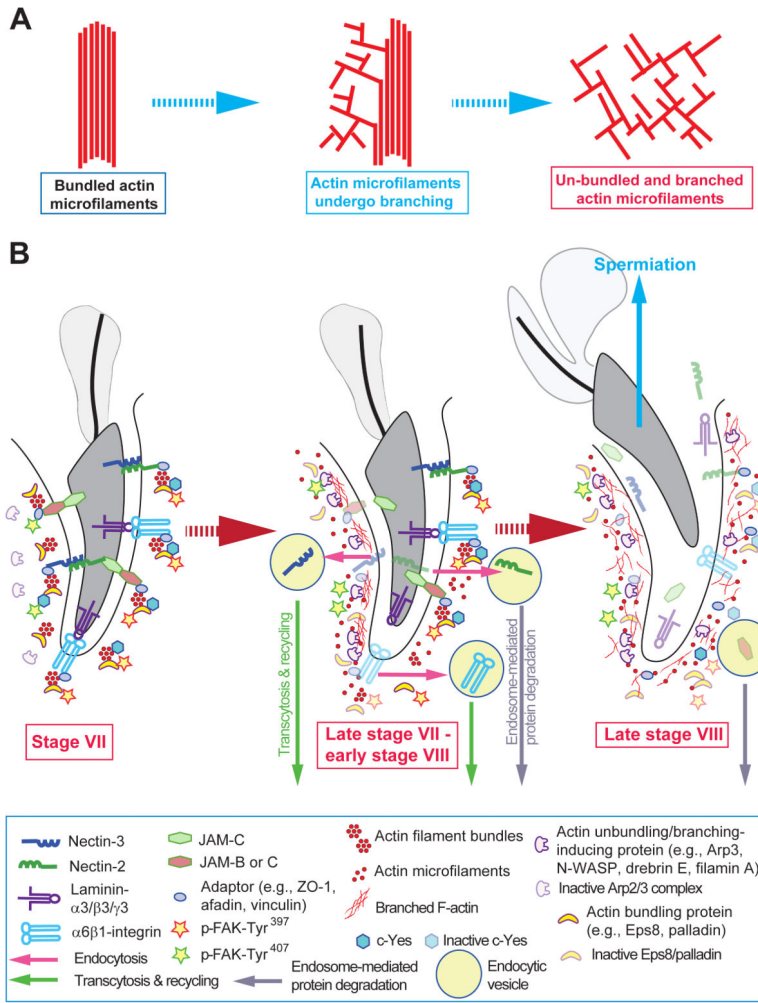 A
Bundled actin
microfilaments
Actin microfilaments
undergo branching
Un-bundled and branched
actin microfilaments
B
Spermiation
Transcytosis & recycling
Endosome-mediated
protein degradation
Stage VII
Late stage VII -
early stage VIII
Late stage VIII
Nectin-3
Nectin-2
Laminin-
α3/β3/γ3
α6β1-integrin
Endocytosis
Transcytosis & recycling
JAM-C
JAM-B or C
Adaptor (e.g., ZO-1,
afadin, vinculin)
p-FAK-Tyr397
p-FAK-Tyr407
Endosome-mediated
protein degradation
Actin filament bundles
Actin microfilaments
Branched F-actin
c-Yes
Inactive c-Yes
Endocytic
vesicle
Actin unbundling/branching-
inducing protein (e.g., Arp3,
N-WASP, drebrin E, filamin A)
Inactive Arp2/3 complex
Actin bundling protein
(e.g., Eps8, palladin)
Inactive Eps8/palladin